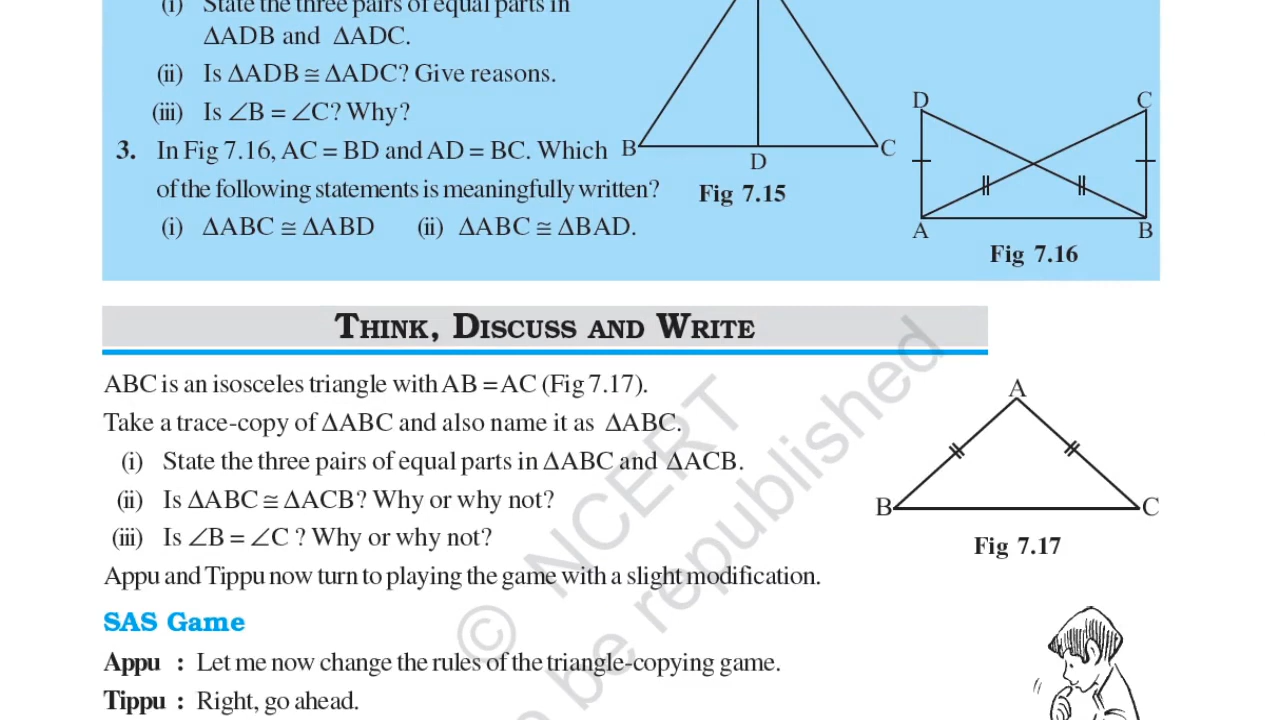 (i) State the three pairs of equal parts in
ΔADB and ΔADC.
(ii) Is ΔADB ≅ ΔADC? Give reasons.
(iii) Is ∠B = ∠C? Why?
3. In Fig 7.16, AC = BD and AD = BC. Which
of the following statements is meaningfully written?
(i) ΔABC ≅ ΔABD (ii) ΔABC ≅ ΔBAD.
B
C
D
Fig 7.15
D
C
A
B
Fig 7.16
THINK, DISCUSS AND WRITE
ABC is an isosceles triangle with AB = AC (Fig 7.17).
Take a trace-copy of ΔABC and also name it as ΔABC.
(i) State the three pairs of equal parts in ΔABC and ΔACB.
(ii) Is ΔABC ≅ ΔACB? Why or why not?
(iii) Is ∠B = ∠C ? Why or why not?
A
B
C
Fig 7.17
Appu and Tippu now turn to playing the game with a slight modification.
SAS Game
Appu : Let me now change the rules of the triangle-copying game.
Tippu : Right, go ahead.
© NCERT
be republished